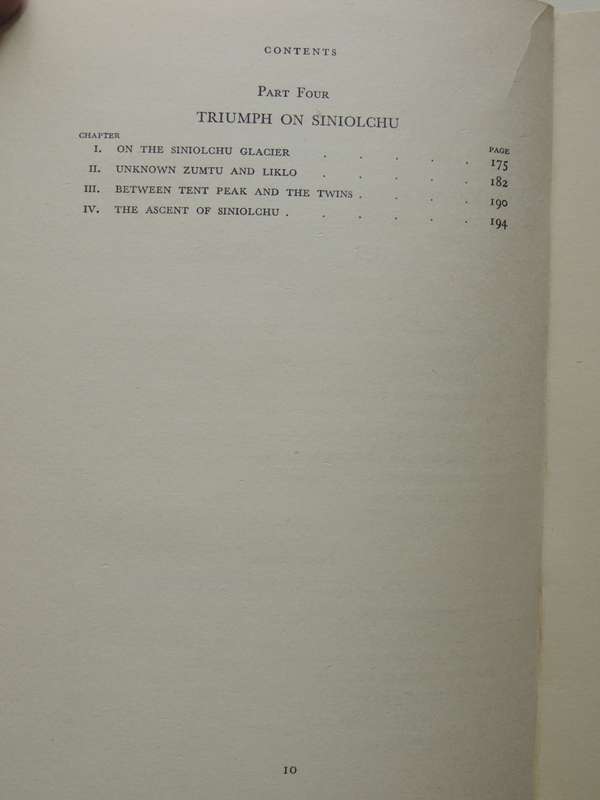 CONTENTS
PART FOUR
TRIUMPH ON SINIOLCHU
CHAPTER PAGE
I. ON THE SINIOLCHU GLACIER . . . . . 175
II. UNKNOWN ZUMTU AND LIKLO . . . . . 182
III. BETWEEN TENT PEAK AND THE TWINS . . . . 190
IV. THE ASCENT OF SINIOLCHU . . . . . . 194
10